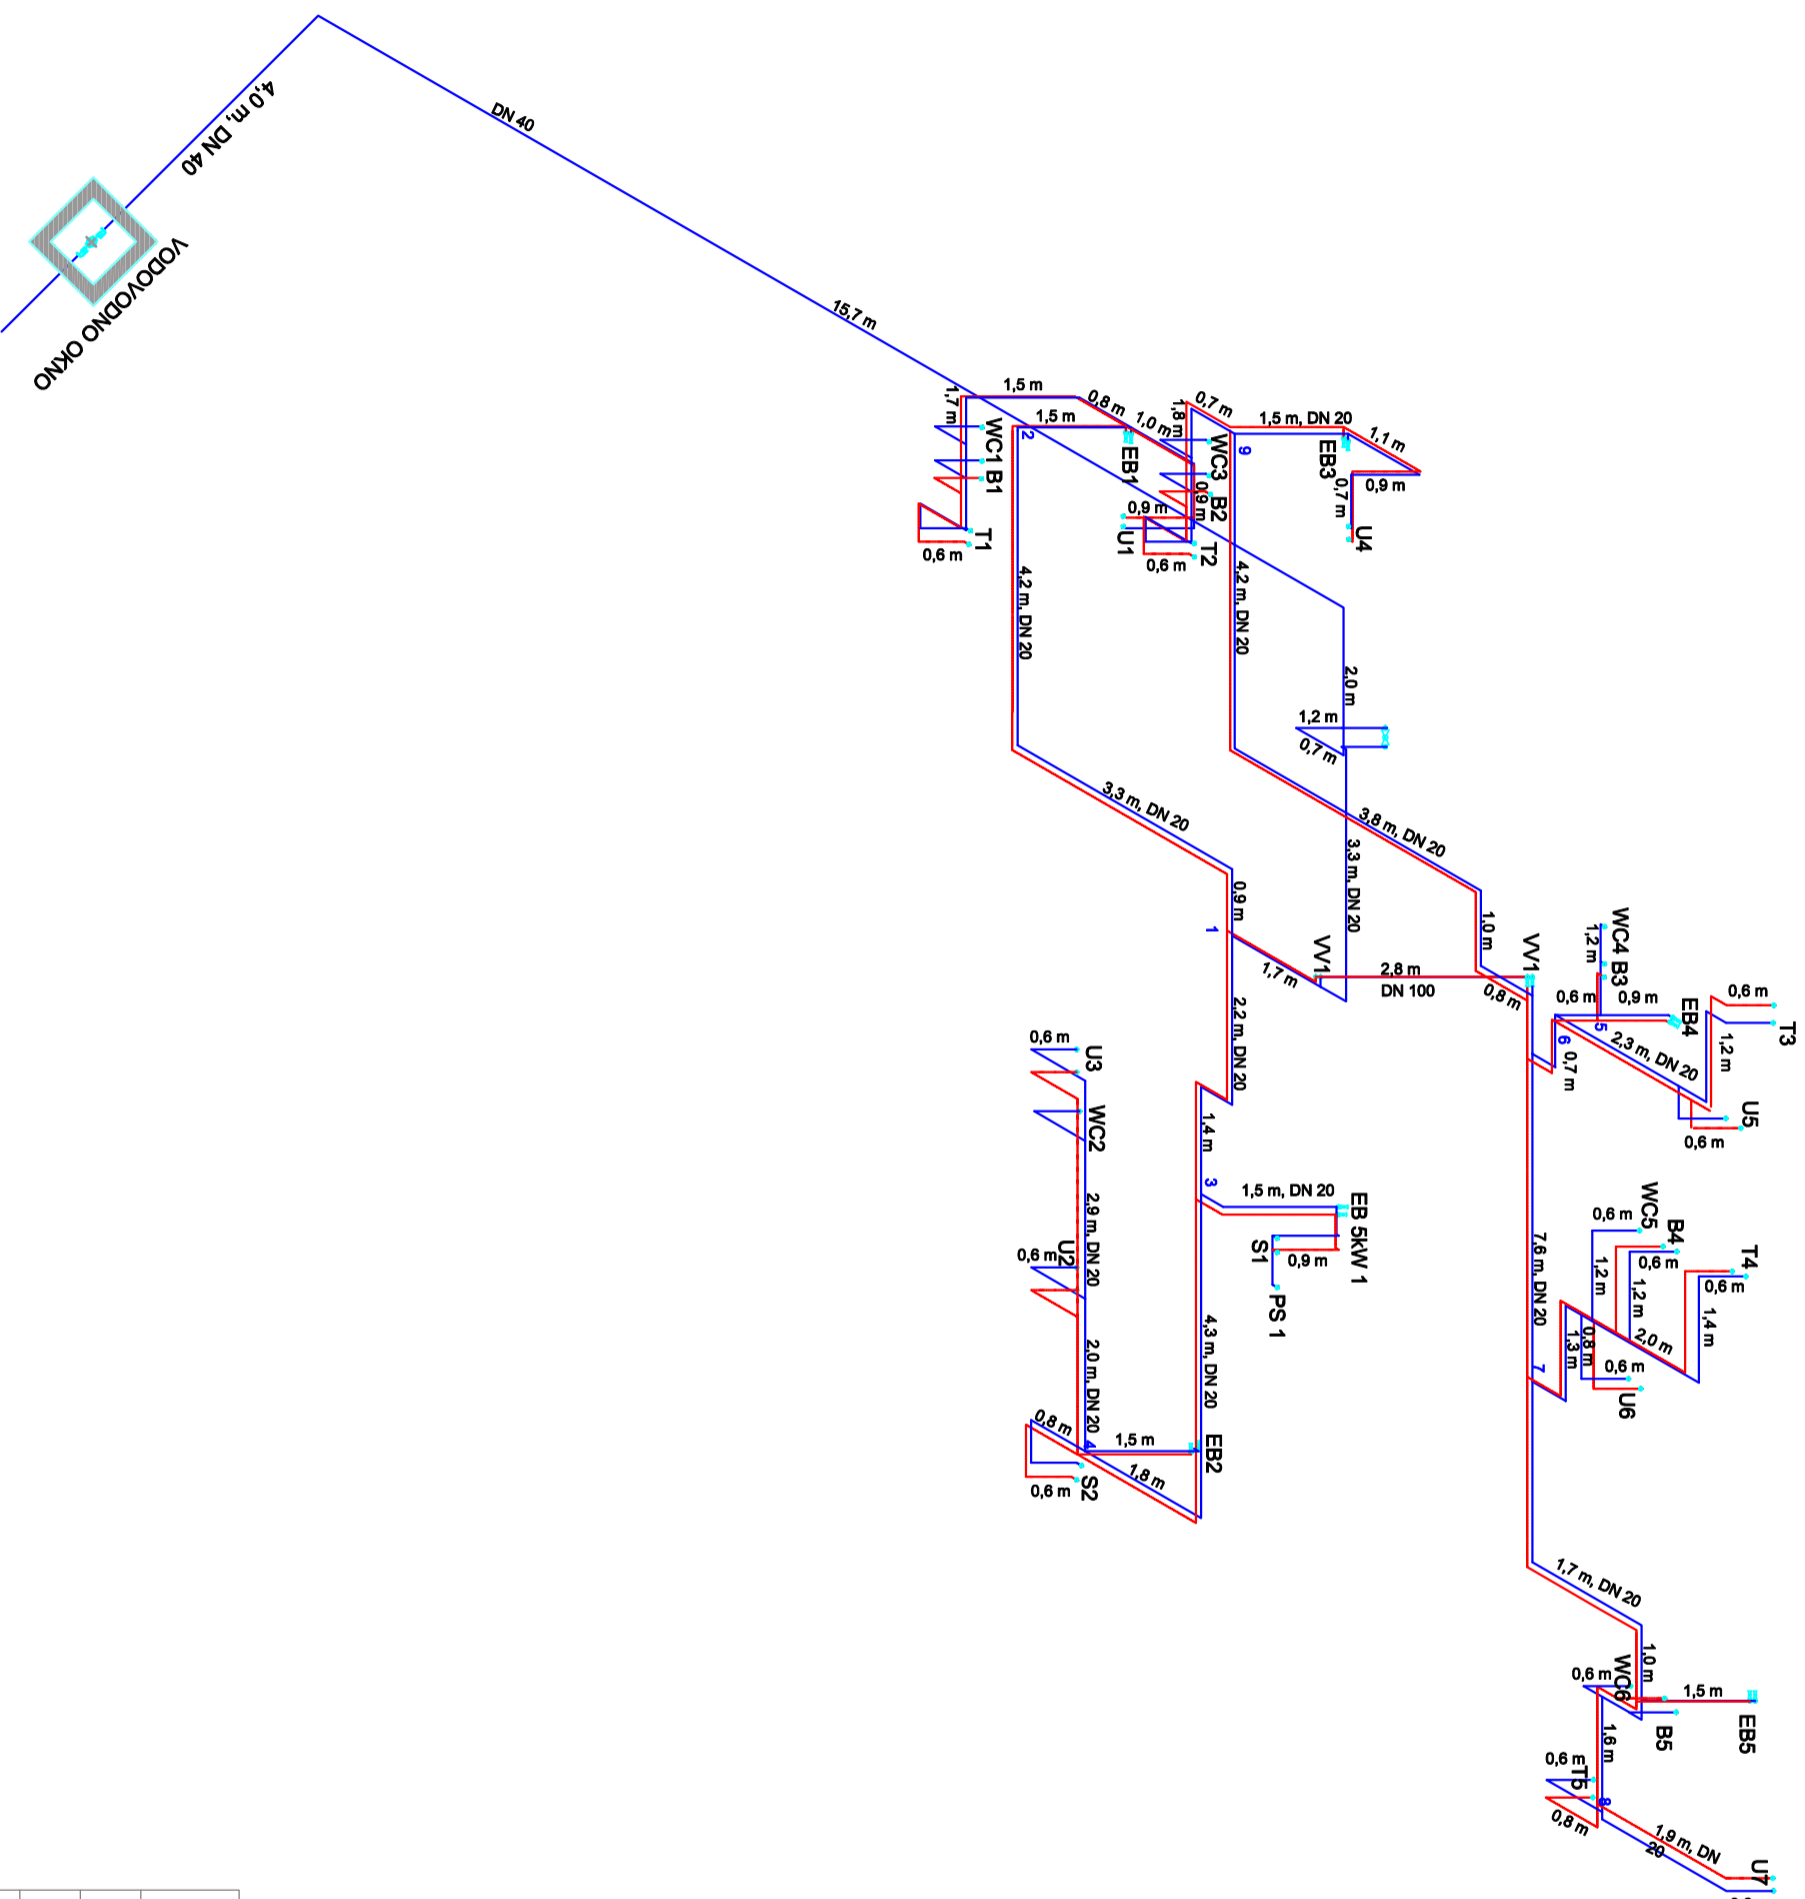 4,0 m, DN 40
VODOVODNO OKNO
DN 40
15,7 m
1,5 m
1,7 m
WC1
B1
T1
0,6 m
0,8 m
1,0 m
1,5 m
2
EB1
0,7 m
1,8 m
WC3
B2
0,9 m
0,9 m
U1
T2
0,6 m
1,5 m, DN 20
9
EB3
1,1 m
0,9 m
0,7 m
U4
4,2 m, DN 20
4,2 m, DN 20
2,0 m
1,2 m
0,7 m
3,3 m, DN 20
3,8 m, DN 20
3,3 m, DN 20
0,9 m
1
1,7 m
VV1
2,8 m
DN 100
1,0 m
0,8 m
VV1
WC4
B3
1,2 m
0,6 m
0,9 m
5
6
EB4
0,6 m
T3
1,2 m
2,3 m, DN 20
0,7 m
U5
0,6 m
2,2 m, DN 20
0,6 m
U3
WC2
1,4 m
3
1,5 m, DN 20
EB 5kW 1
S1
0,9 m
PS 1
2,9 m, DN 20
U2
0,6 m
2,0 m, DN 20
4,3 m, DN 20
0,8 m
4
1,5 m
EB2
1,8 m
S2
0,6 m
7,6 m, DN 20
WC5
0,6 m
B4
0,6 m
T4
0,6 m
1,2 m
1,2 m
1,4 m
2,0 m
1,3 m
0,8 m
0,6 m
U6
7
1,7 m, DN 20
1,0 m
WC6
0,6 m
1,5 m
EB5
B5
1,6 m
0,6 m
T5
8
0,8 m
1,9 m, DN
20
U7